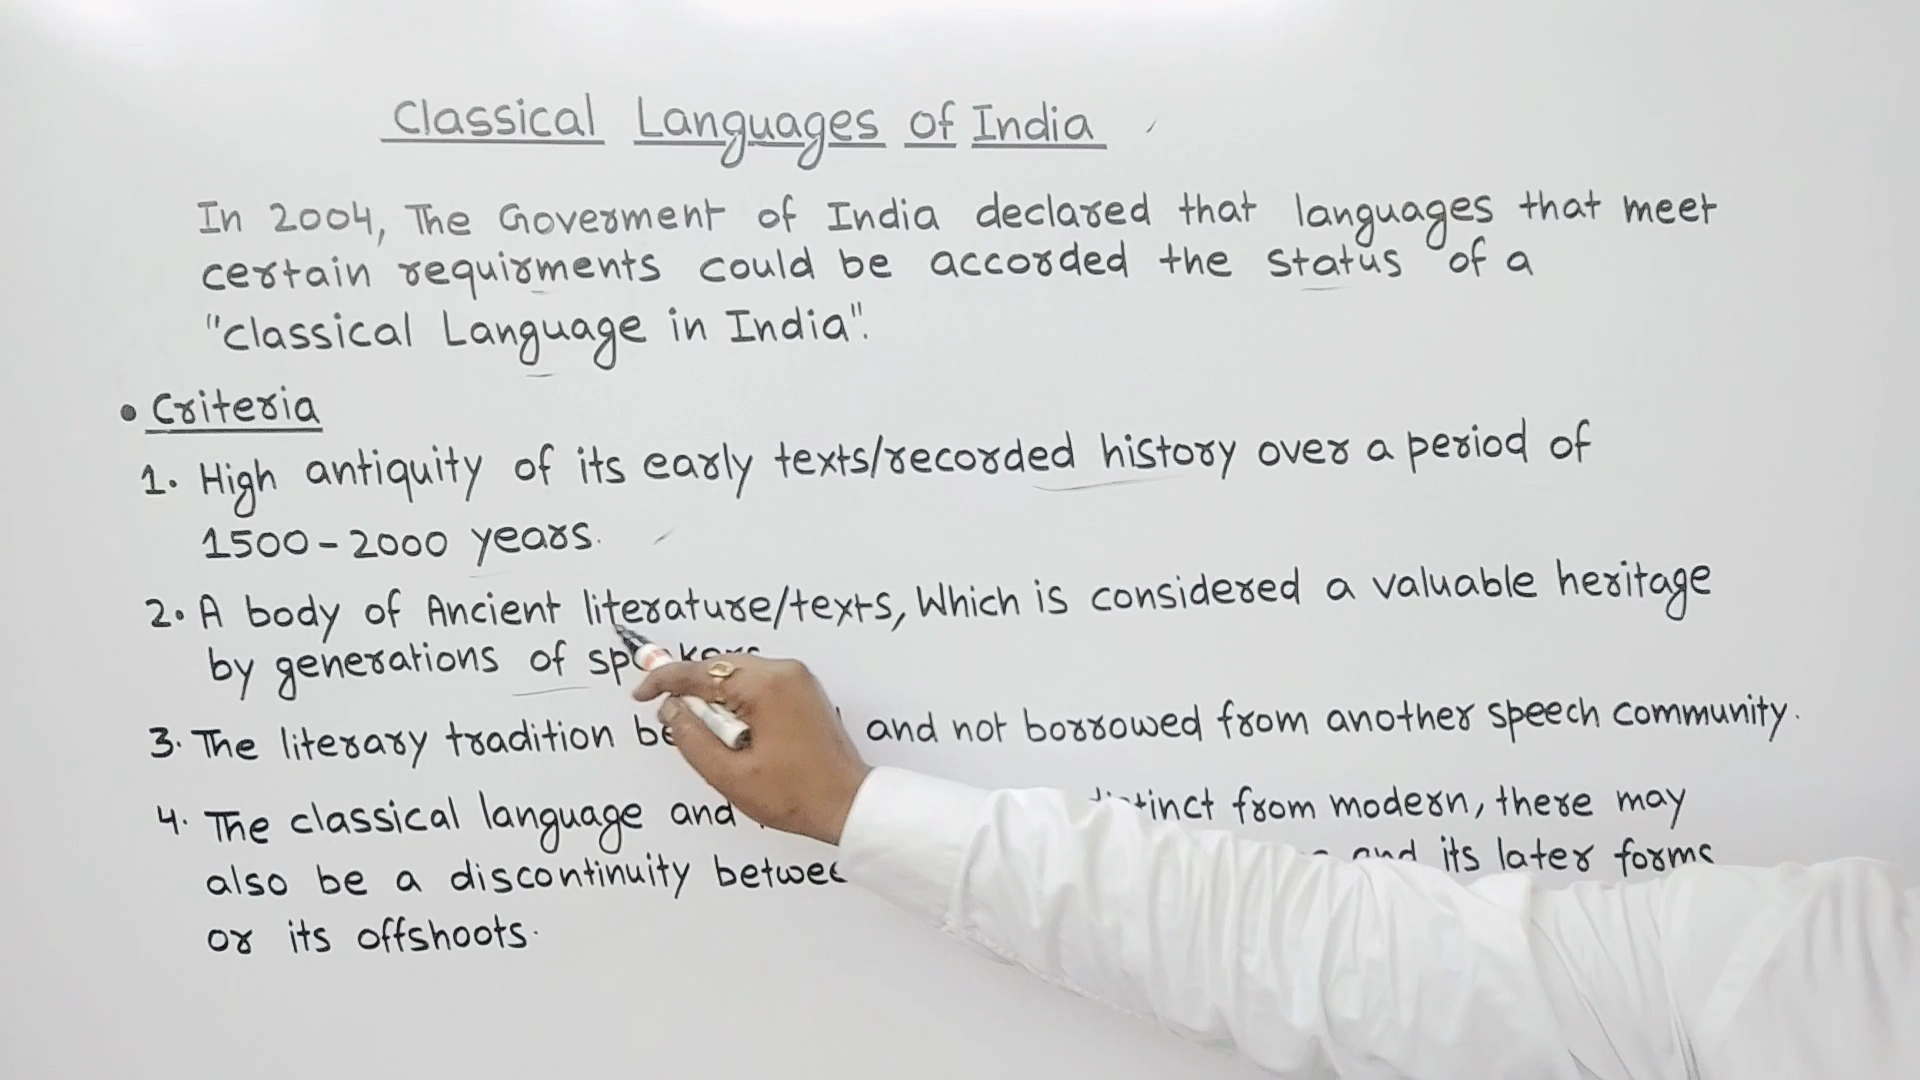 Classical Languages of India
In 2004, The Goverment of India declared that languages that meet
certain requirments could be accorded the status of a
"classical Language in India".
• Criteria
1. High antiquity of its early texts/recorded history over a period of
1500-2000 years.
2. A body of Ancient literature/texts, Which is considered a valuable heritage
by generations of speakers
3. The literary tradition and not borrowed from another speech community.
4. The classical language and distinct from modern, there may
also be a discontinuity between and its later forms
or its offshoots.